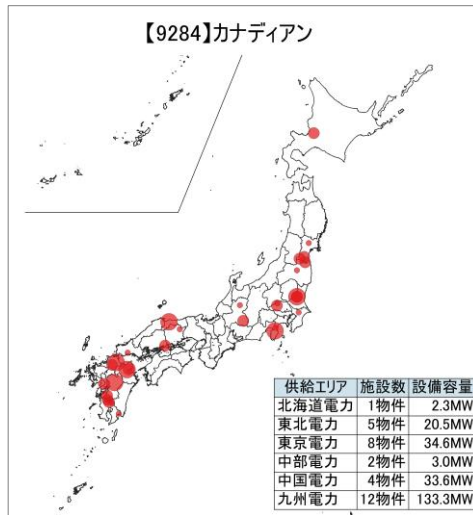 【9284】カナディアン
供給エリア 施設数 設備容量
北海道電力 1物件 2.3MW
東北電力 5物件 20.5MW
東京電力 8物件 34.6MW
中部電力 2物件 3.0MW
中国電力 4物件 33.6MW
九州電力 12物件 133.3MW